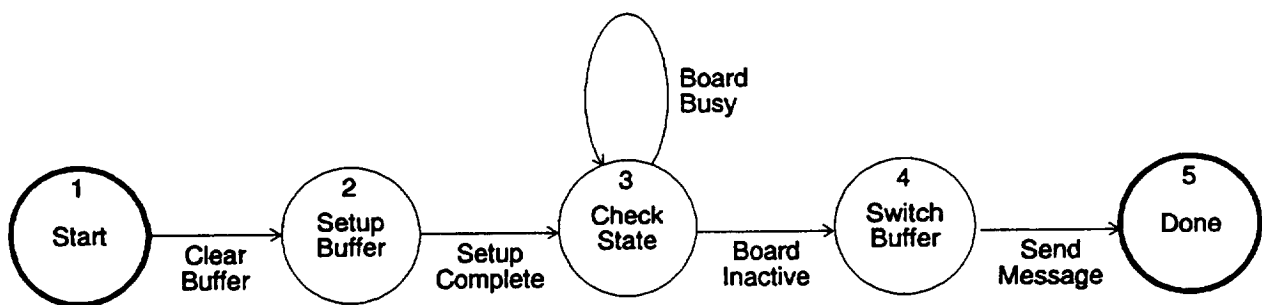 Board
Busy
1
Start
Clear
Buffer
2
Setup
Buffer
Setup
Complete
3
Check
State
Board
Inactive
4
Switch
Buffer
Send
Message
5
Done